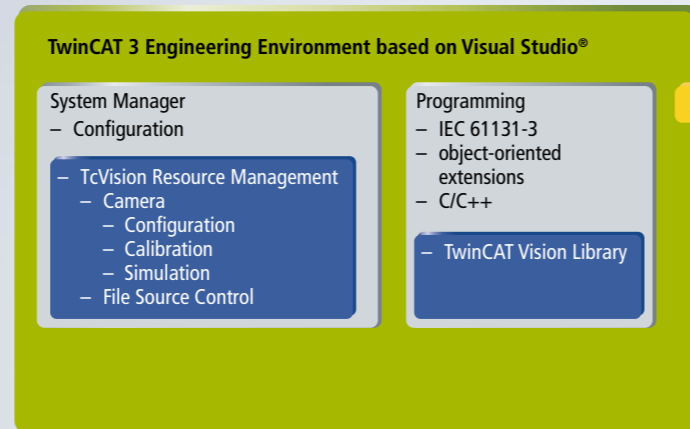 TwinCAT 3 Engineering Environment based on Visual Studio®
System Manager
– Configuration
– TcVision Resource Management
– Camera
– Configuration
– Calibration
– Simulation
– File Source Control
Programming
– IEC 61131-3
– object-oriented
extensions
– C/C++
– TwinCAT Vision Library